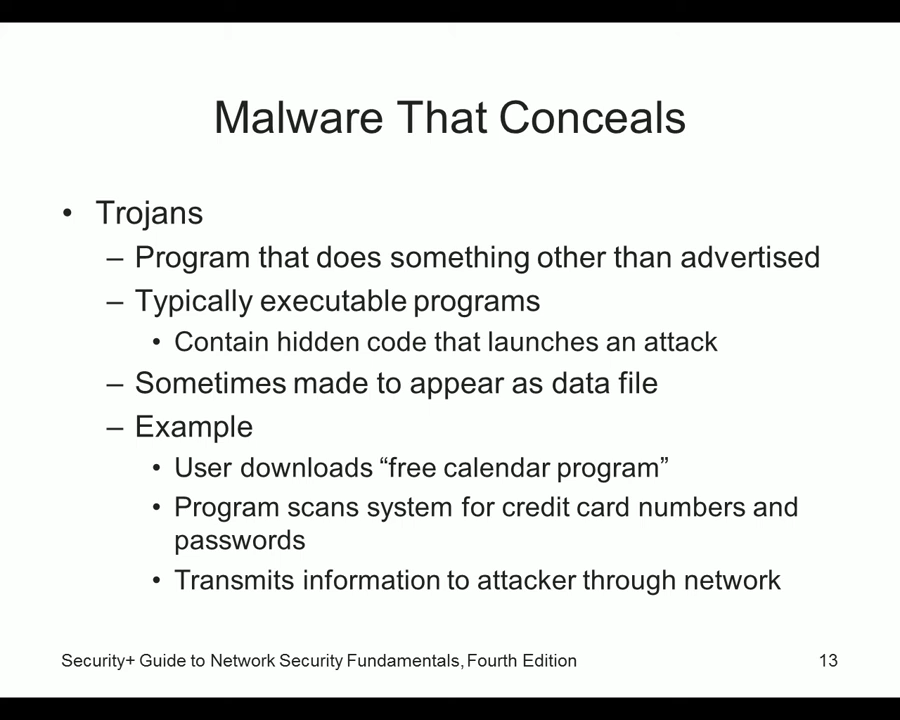 Malware That Conceals
• Trojans
– Program that does something other than advertised
– Typically executable programs
• Contain hidden code that launches an attack
– Sometimes made to appear as data file
– Example
• User downloads “free calendar program”
• Program scans system for credit card numbers and
passwords
• Transmits information to attacker through network
Security+ Guide to Network Security Fundamentals, Fourth Edition
13